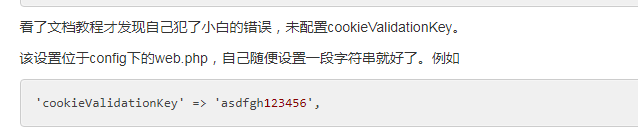 看了文档教程才发现自己犯了小白的错误，未配置cookieValidationKey。
该设置位于config下的web.php，自己随便设置一段字符串就好了。例如
'cookieValidationKey' => 'asdfgh123456',